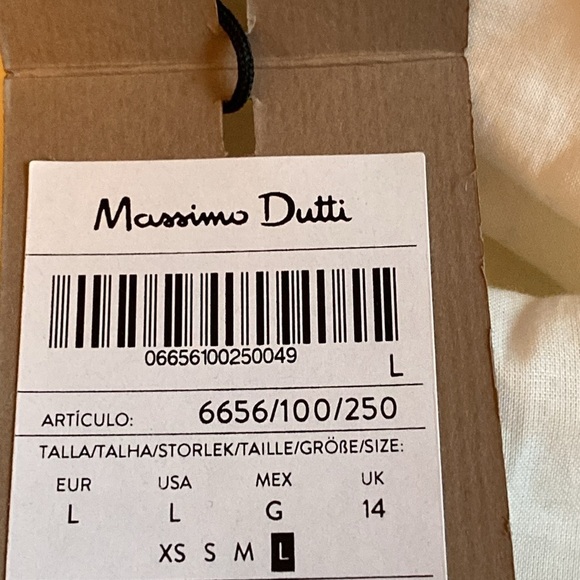 Massimo Dutti
06656100250049
L
ARTÍCULO: 6656/100/250
TALLA/TALHA/STORLEK/TAILLE/GRÖßE/SIZE:
EUR USA MEX UK
L L G 14
XS S M L